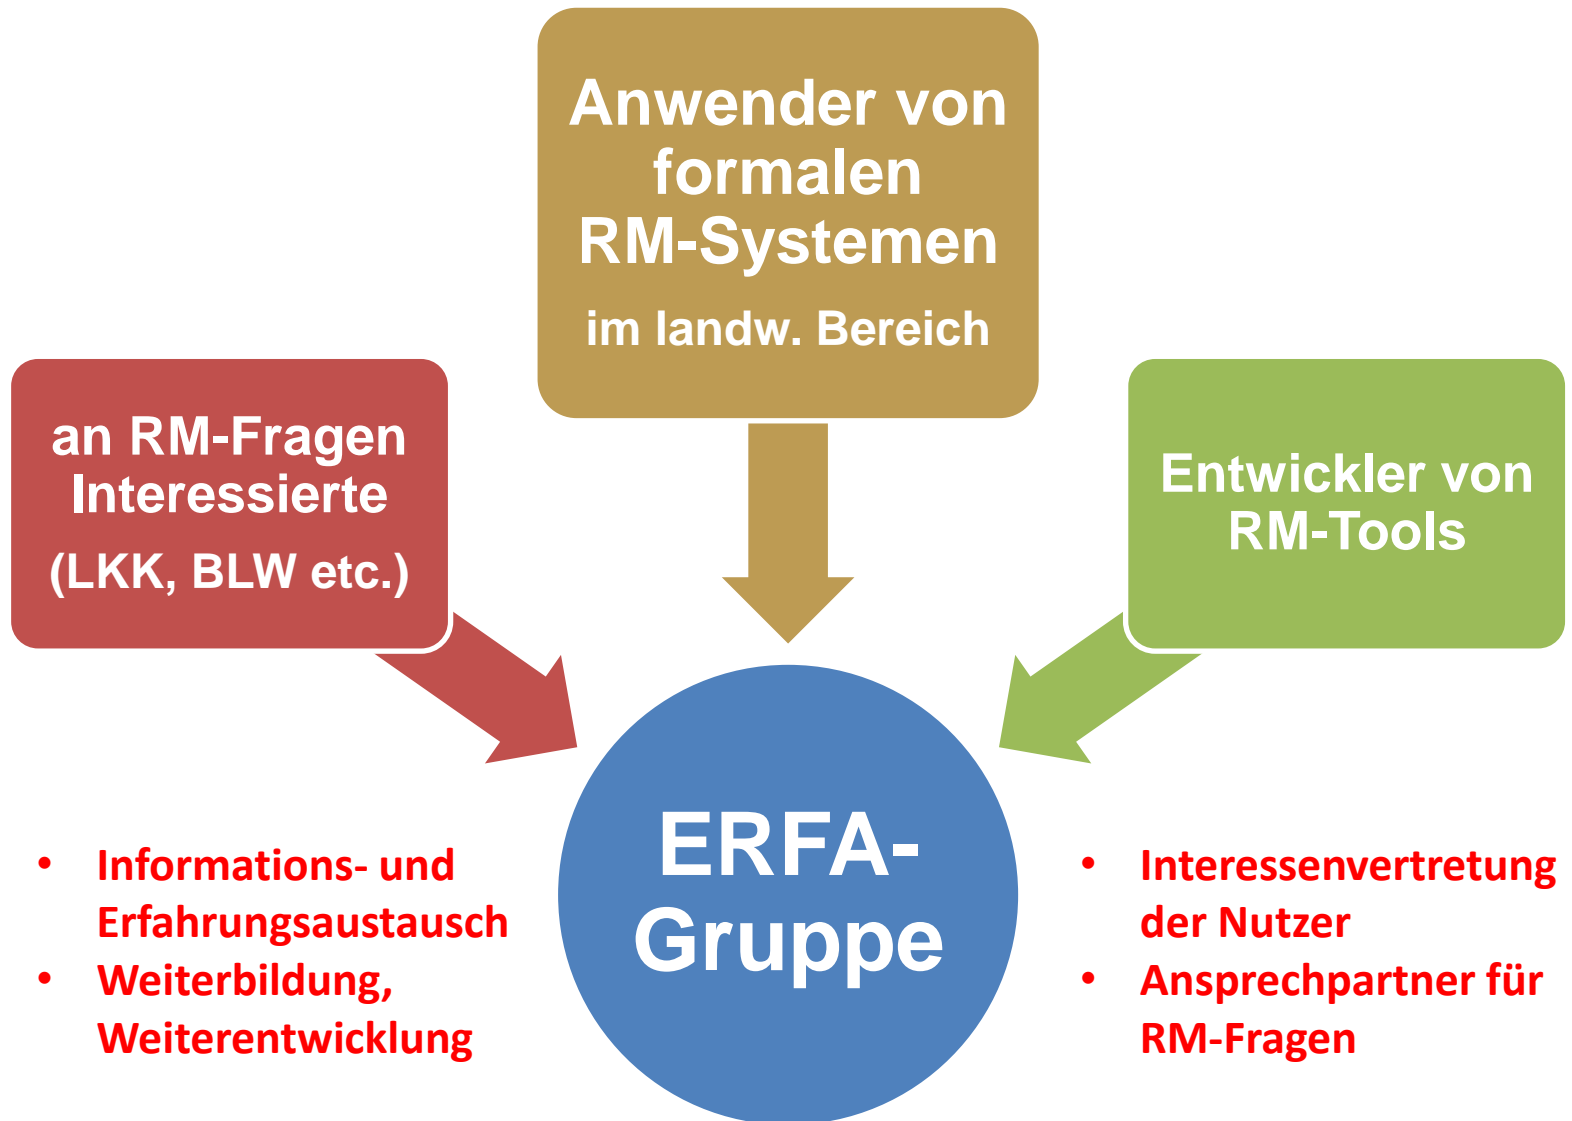 Anwender von
formalen
RM-Systemen
im landw. Bereich
an RM-Fragen
Interessierte
(LKK, BLW etc.)
Entwickler von
RM-Tools
ERFA-
Gruppe
• Informations- und
Erfahrungsaustausch
• Weiterbildung,
Weiterentwicklung
• Interessenvertretung
der Nutzer
• Ansprechpartner für
RM-Fragen